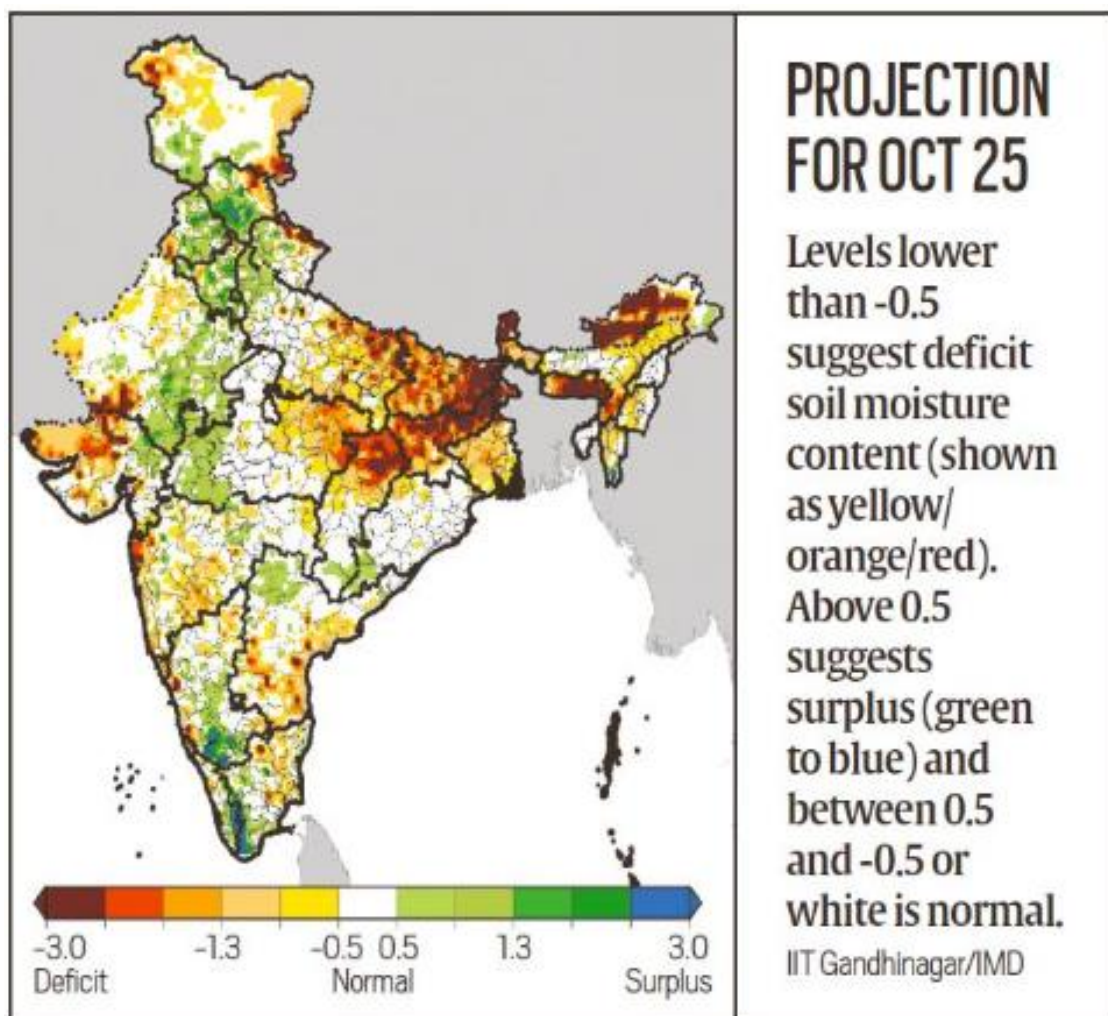 PROJECTION
FOR OCT 25
Levels lower
than -0.5
suggest deficit
soil moisture
content (shown
as yellow/
orange/red).
Above 0.5
suggests
surplus (green
to blue) and
between 0.5
and -0.5 or
white is normal.
IIT Gandhinagar/IMD
-3.0 -1.3 -0.5 0.5 1.3 3.0
Deficit Normal Surplus